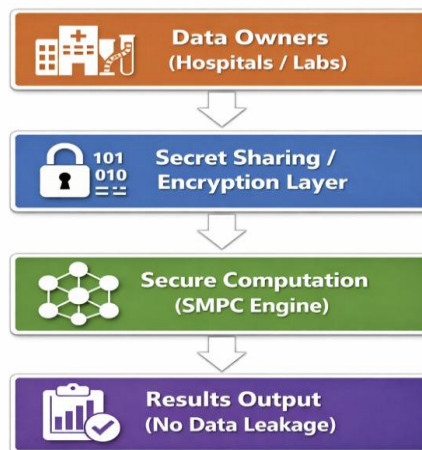 Data Owners
(Hospitals / Labs)
101
010
Secret Sharing /
Encryption Layer
Secure Computation
(SMPC Engine)
Results Output
(No Data Leakage)